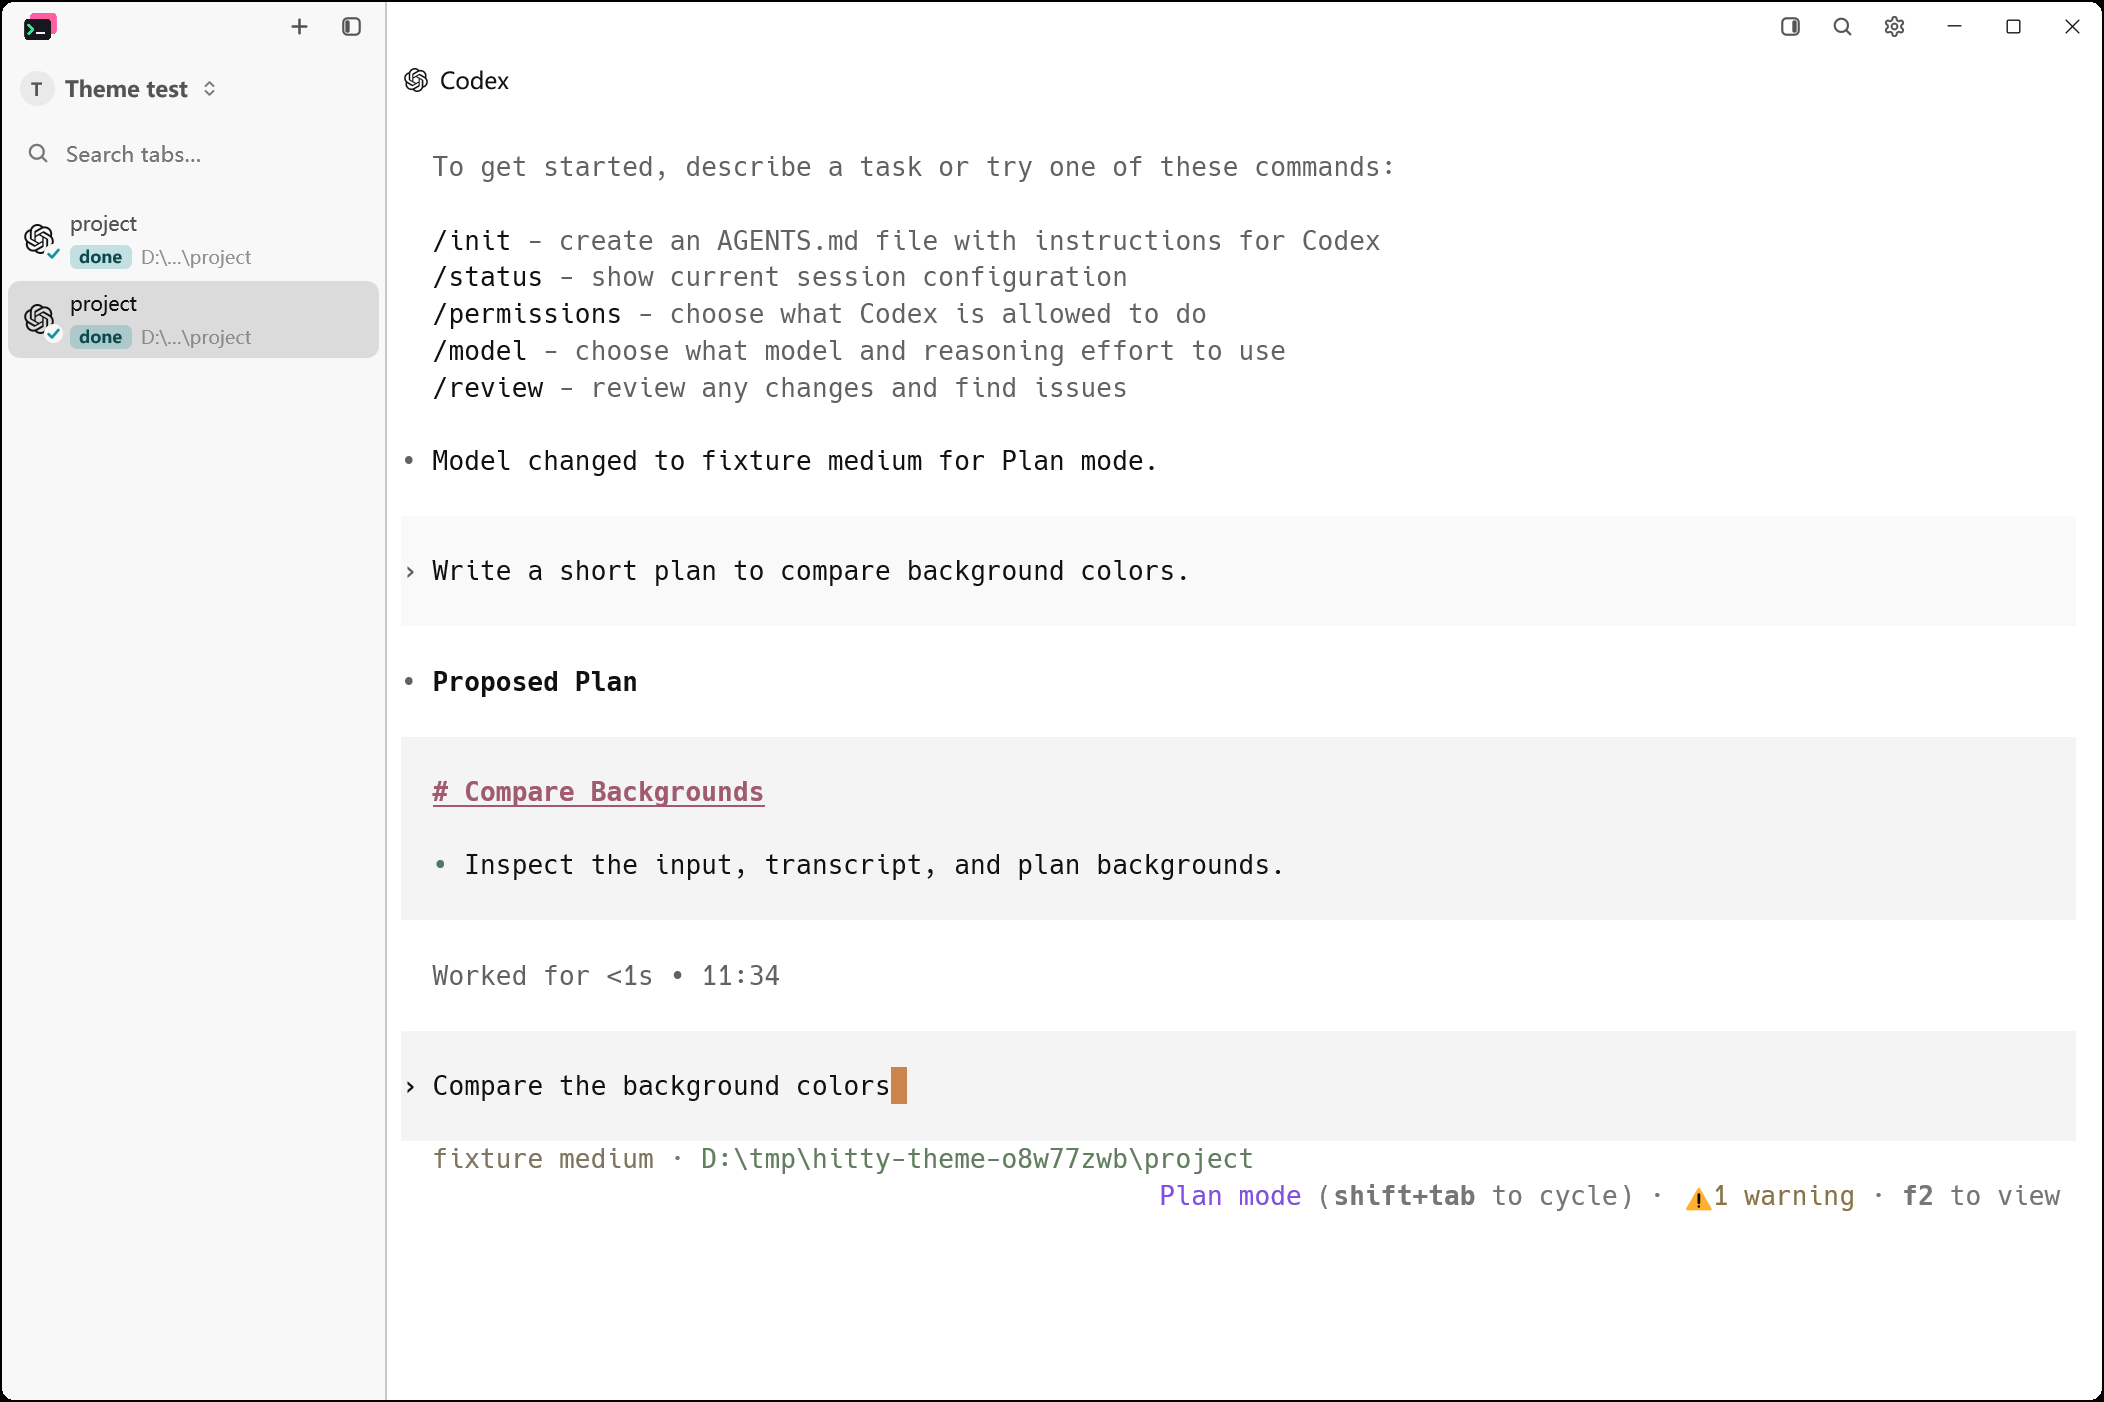 T Theme test
Search tabs...
project
done D:\...\project
project
done D:\...\project
Codex
To get started, describe a task or try one of these commands:
/init - create an AGENTS.md file with instructions for Codex
/status - show current session configuration
/permissions - choose what Codex is allowed to do
/model - choose what model and reasoning effort to use
/review - review any changes and find issues
• Model changed to fixture medium for Plan mode.
› Write a short plan to compare background colors.
• Proposed Plan
# Compare Backgrounds
• Inspect the input, transcript, and plan backgrounds.
Worked for <1s • 11:34
› Compare the background colors
fixture medium · D:\tmp\hitty-theme-o8w77zwb\project
Plan mode (shift+tab to cycle) · ⚠1 warning · f2 to view